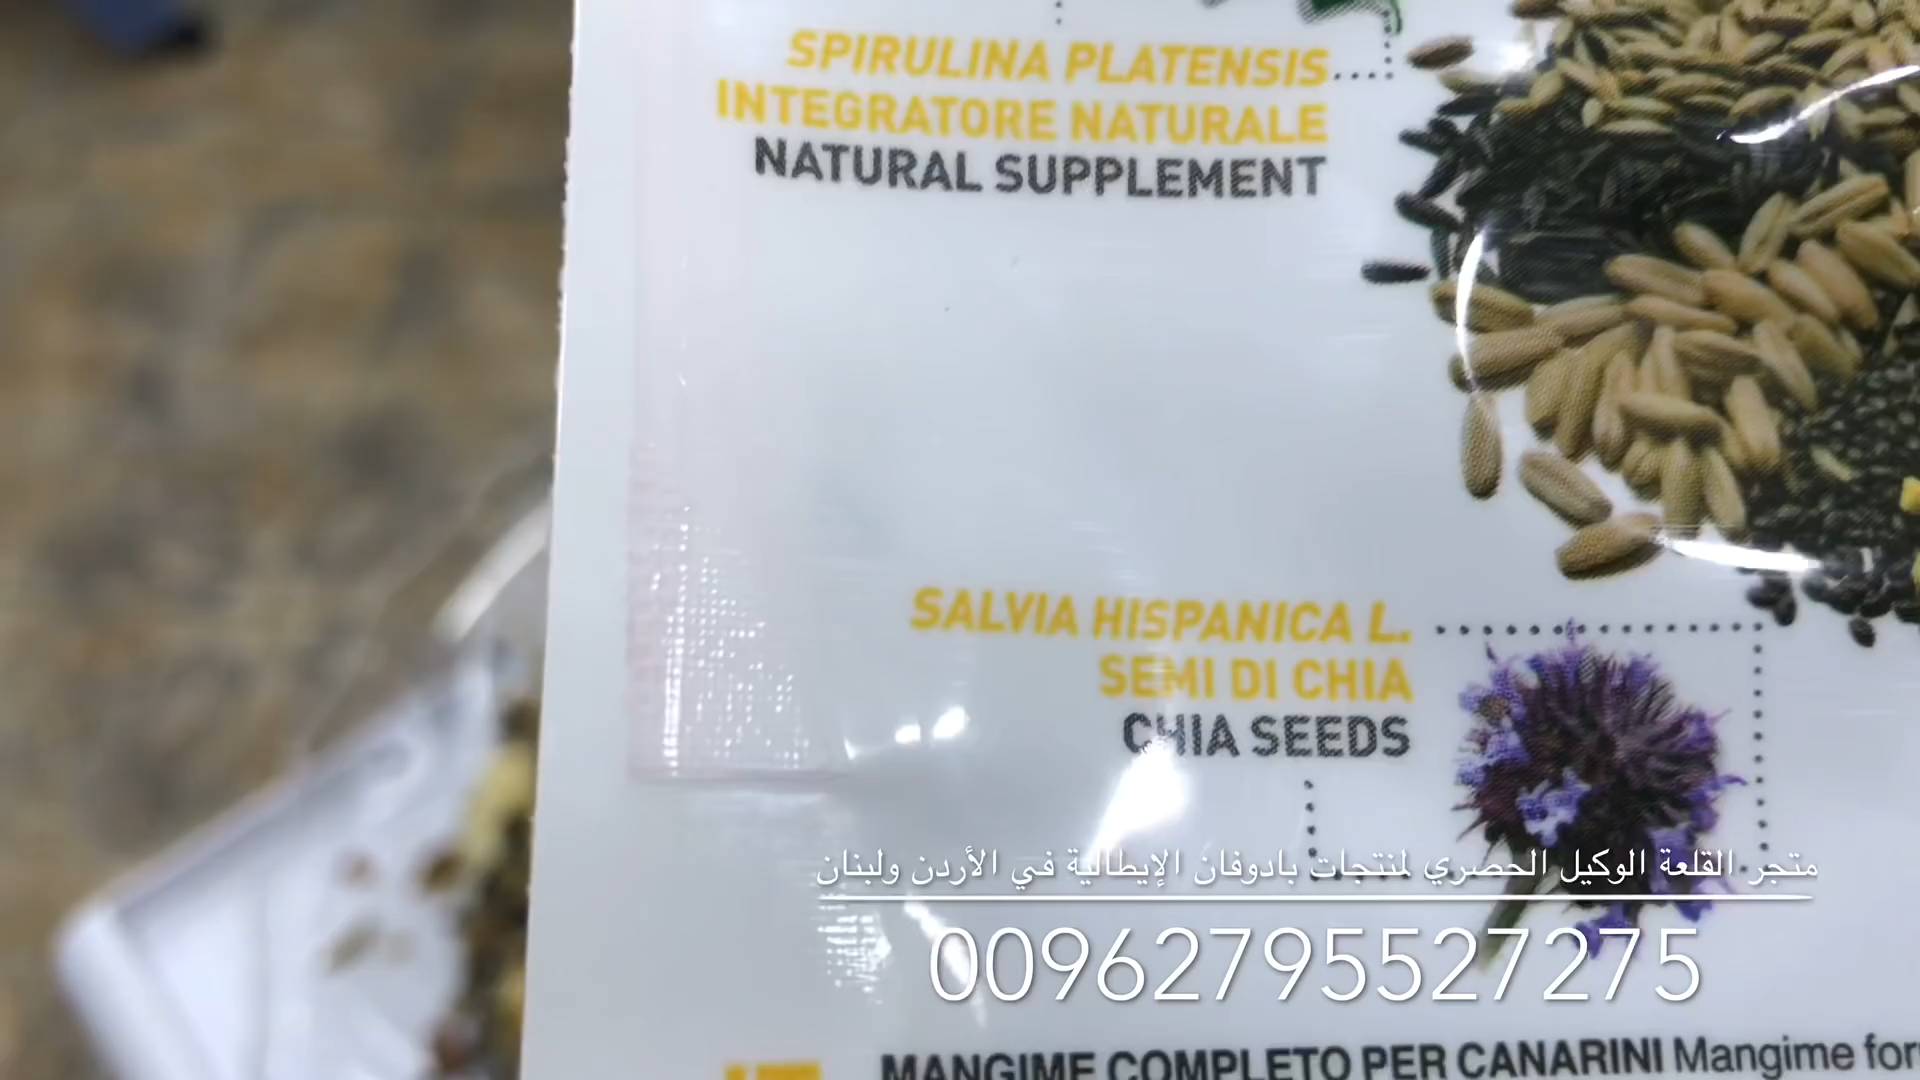 SPIRULINA PLATENSIS
INTEGRATORE NATURALE
NATURAL SUPPLEMENT
SALVIA HISPANICA L.
SEMI DI CHIA
CHIA SEEDS
متجر القلعة الوكيل الحصري لمنتجات بادوفان الإيطالية في الأردن ولبنان
00962795527275
IT
MANGIME COMPLETO PER CANARINI Mangime for